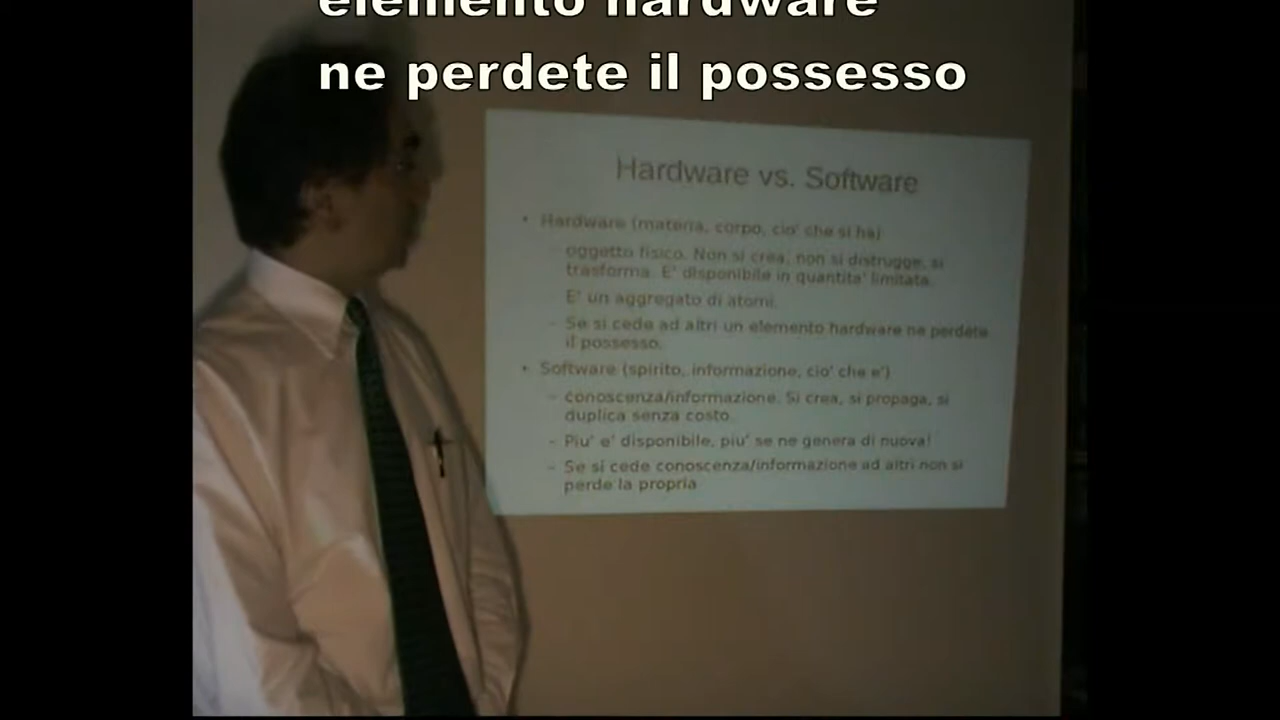 elemento hardware
ne perdete il possesso
Hardware vs. Software
• Hardware (materia, corpo, cio' che si ha)
– oggetto fisico. Non si crea, non si distrugge, si
trasforma. E' disponibile in quantita' limitata.
E' un aggregato di atomi.
– Se si cede ad altri un elemento hardware ne perdete
il possesso.
• Software (spirito, informazione, cio' che e')
– conoscenza/informazione. Si crea, si propaga, si
duplica senza costo.
– Piu' e' disponibile, piu' se ne genera di nuova!
– Se si cede conoscenza/informazione ad altri non si
perde la propria